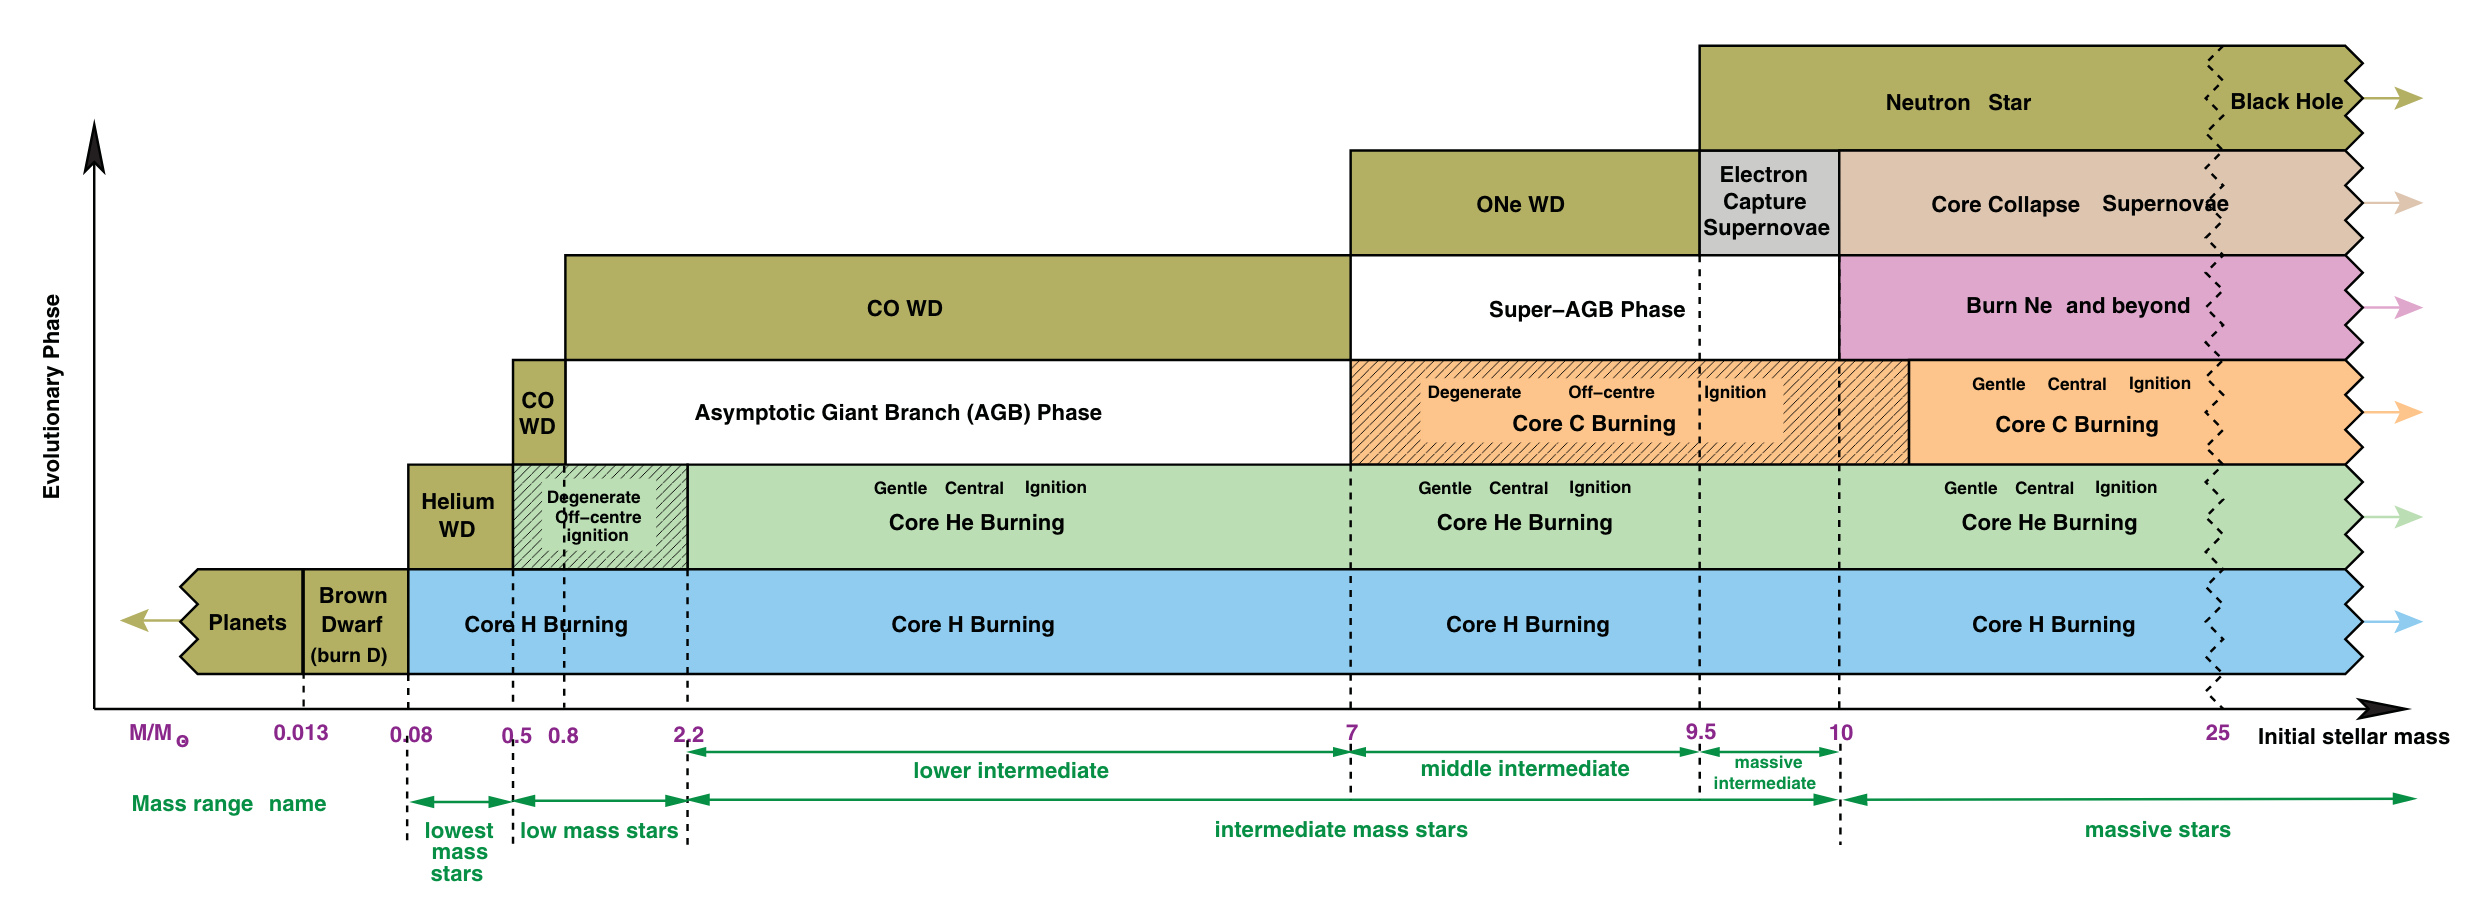 Neutron Star
Black Hole
ONe WD
Electron
Capture
Supernovae
Core Collapse Supernovae
CO WD
Super–AGB Phase
Burn Ne and beyond
CO
WD
Asymptotic Giant Branch (AGB) Phase
Degenerate Off–centre Ignition
Core C Burning
Gentle Central Ignition
Core C Burning
Helium
WD
Degenerate
Off–centre
ignition
Gentle Central Ignition
Core He Burning
Gentle Central Ignition
Core He Burning
Gentle Central Ignition
Core He Burning
Planets
Brown
Dwarf
(burn D)
Core H Burning
Core H Burning
Core H Burning
Core H Burning
Evolutionary Phase
M/M☉
0.013
0.08
0.5
0.8
2.2
7
9.5
10
25
Initial stellar mass
lower intermediate
middle intermediate
massive
intermediate
Mass range name
lowest
mass
stars
low mass stars
intermediate mass stars
massive stars